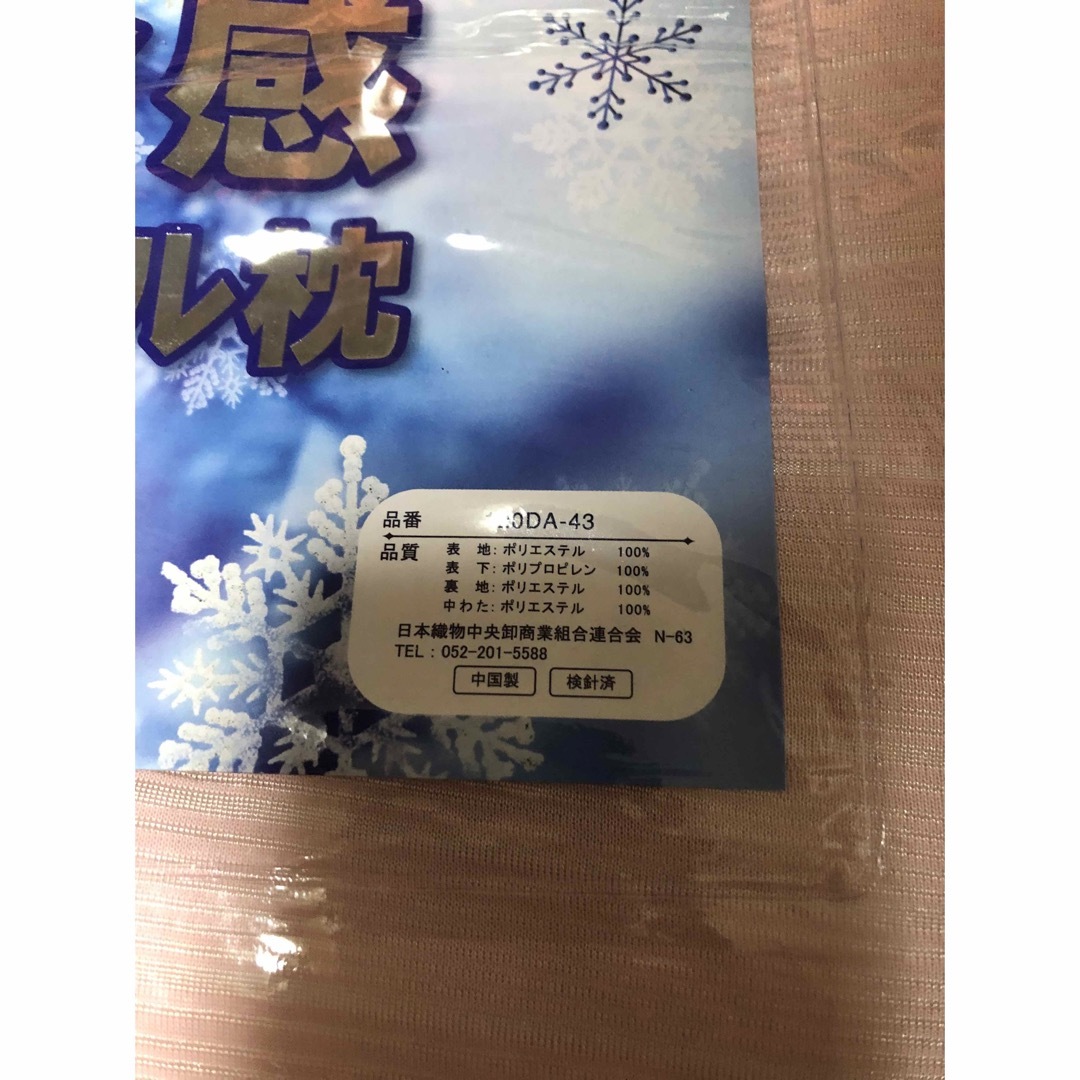 感
ル枕
品番 0DA-43
品質 表 地: ポリエステル 100%
表 下: ポリプロピレン 100%
裏 地: ポリエステル 100%
中わた: ポリエステル 100%
日本織物中央卸商業組合連合会 N-63
TEL : 052-201-5588
中国製 検針済